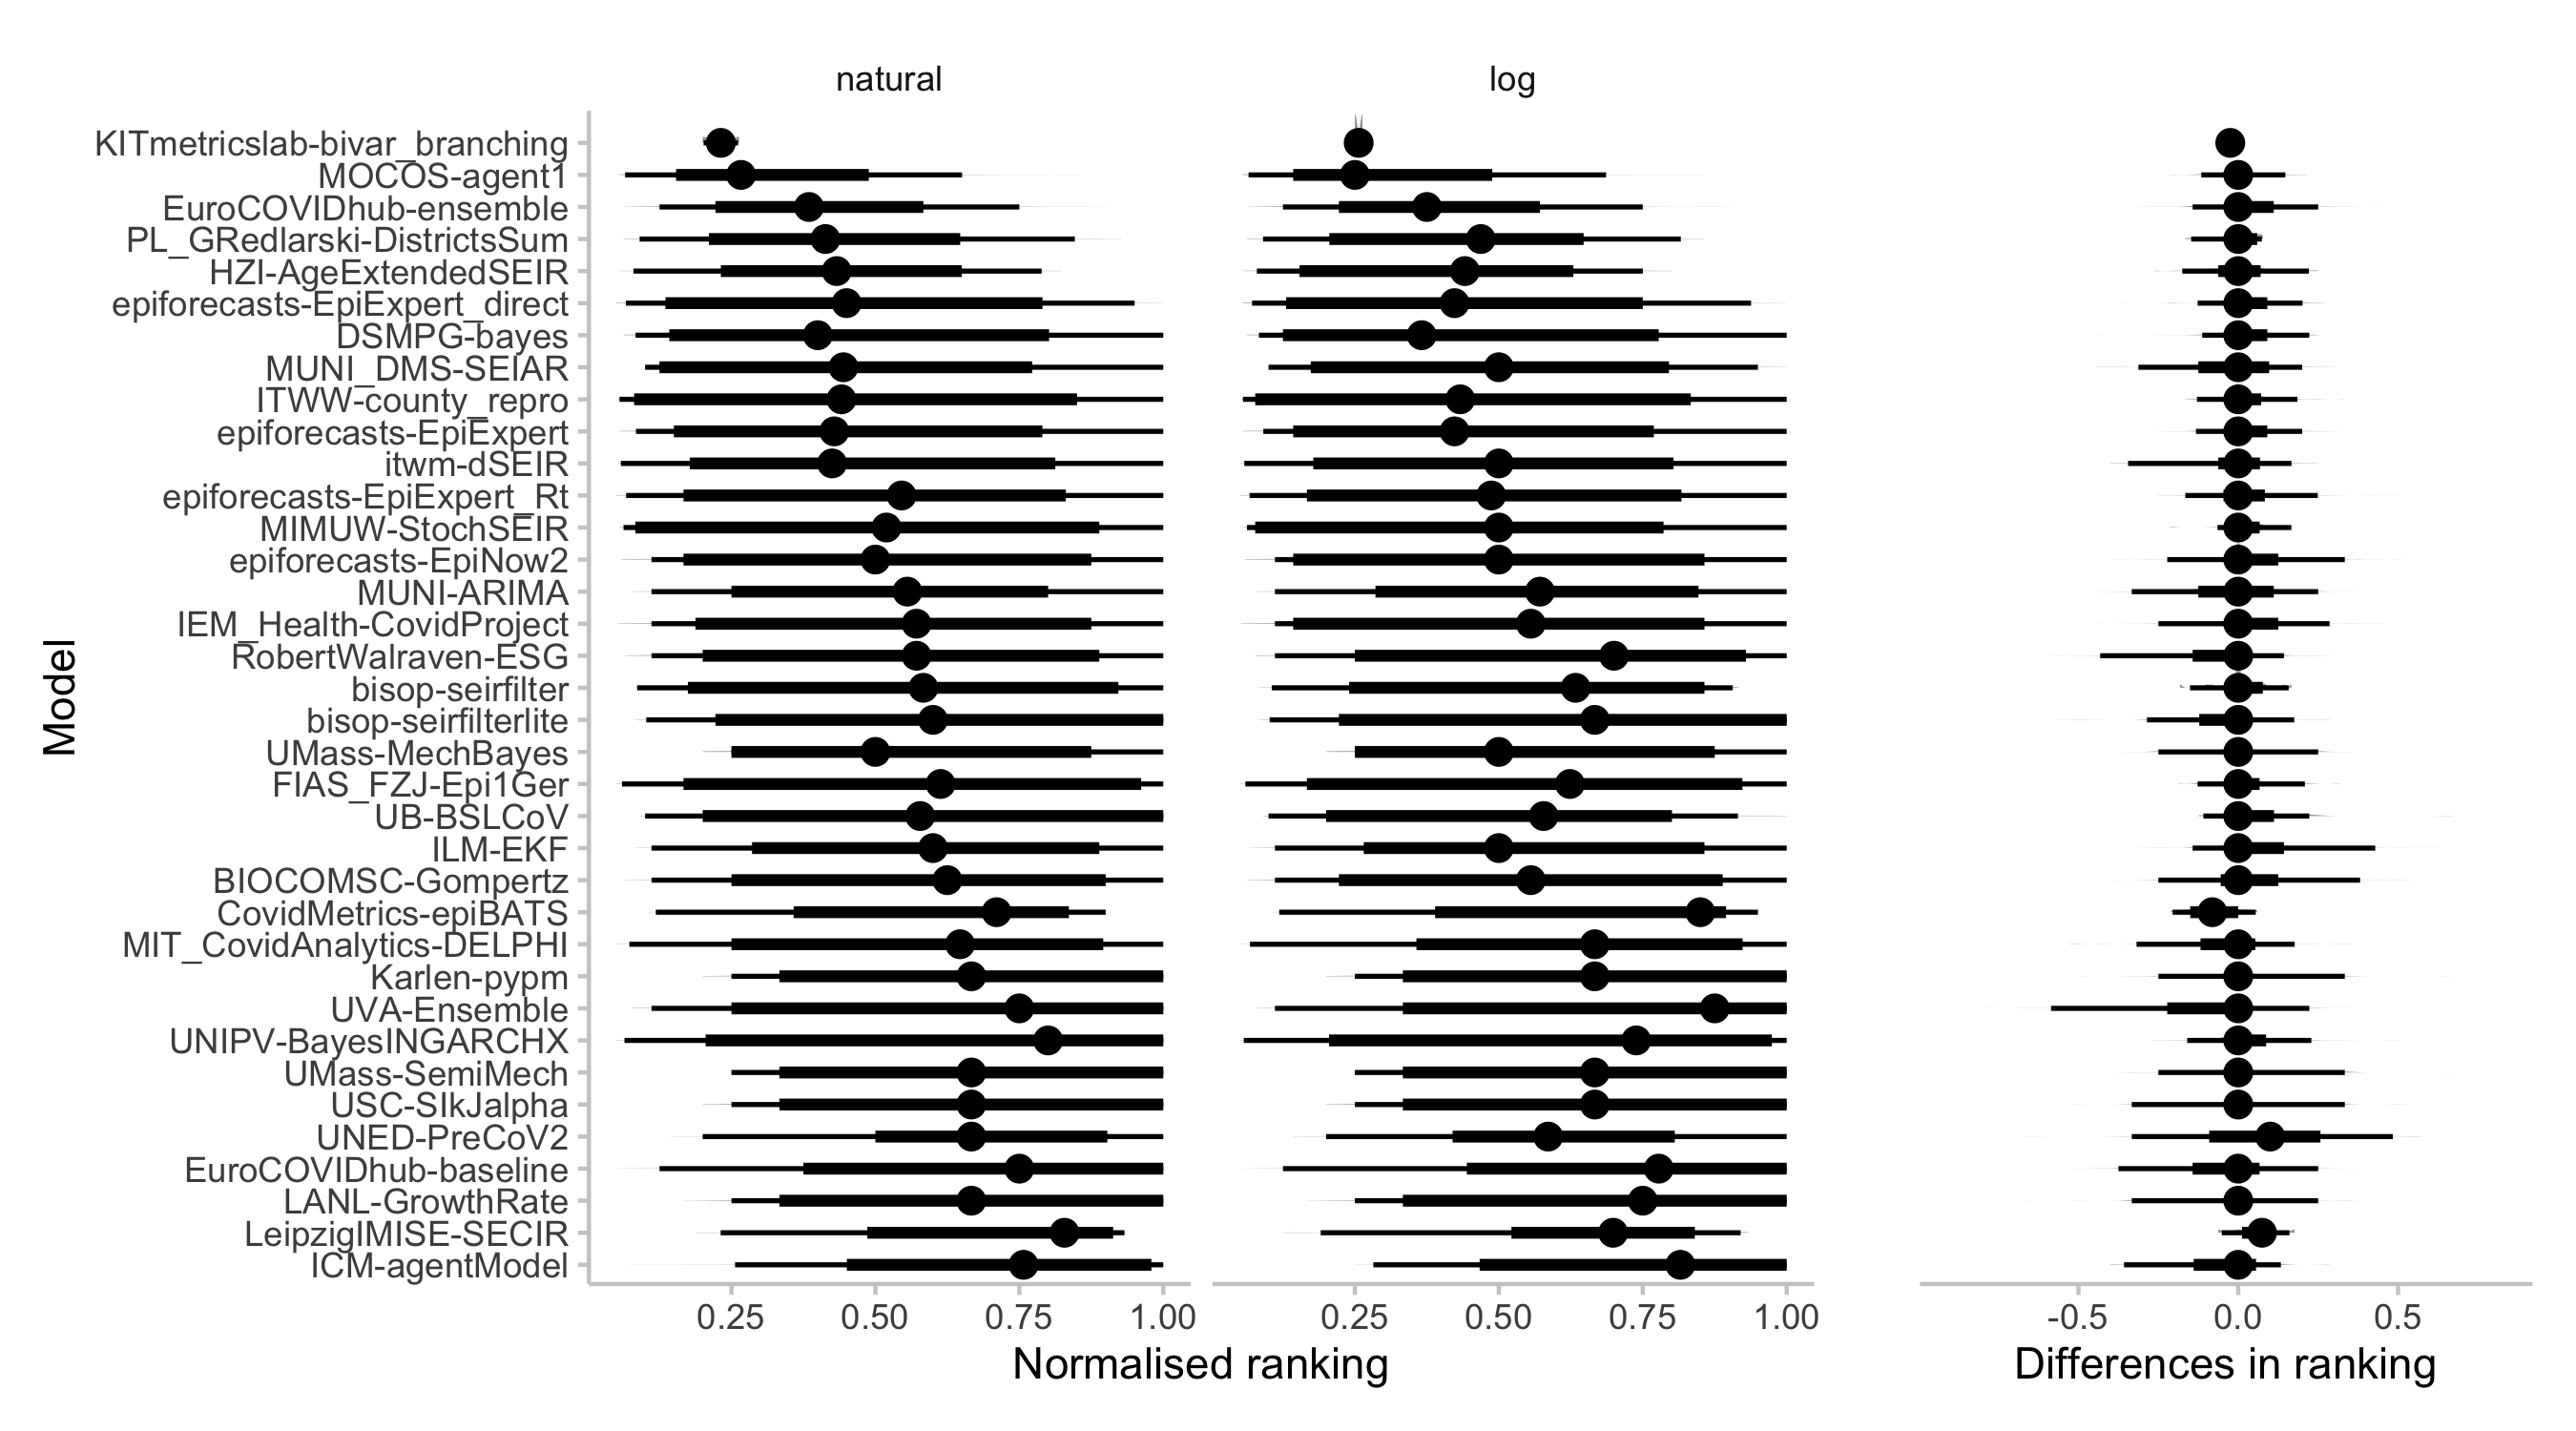 natural
log
KITmetricslab-bivar_branching
MOCOS-agent1
EuroCOVIDhub-ensemble
PL_GRedlarski-DistrictsSum
HZI-AgeExtendedSEIR
epiforecasts-EpiExpert_direct
DSMPG-bayes
MUNI_DMS-SEIAR
ITWW-county_repro
epiforecasts-EpiExpert
itwm-dSEIR
epiforecasts-EpiExpert_Rt
MIMUW-StochSEIR
epiforecasts-EpiNow2
MUNI-ARIMA
IEM_Health-CovidProject
RobertWalraven-ESG
bisop-seirfilter
bisop-seirfilterlite
UMass-MechBayes
FIAS_FZJ-Epi1Ger
UB-BSLCoV
ILM-EKF
BIOCOMSC-Gompertz
CovidMetrics-epiBATS
MIT_CovidAnalytics-DELPHI
Karlen-pypm
UVA-Ensemble
UNIPV-BayesINGARCHX
UMass-SemiMech
USC-SIkJalpha
UNED-PreCoV2
EuroCOVIDhub-baseline
LANL-GrowthRate
LeipzigIMISE-SECIR
ICM-agentModel
Model
0.25 0.50 0.75 1.00
0.25 0.50 0.75 1.00
-0.5 0.0 0.5
Normalised ranking
Differences in ranking